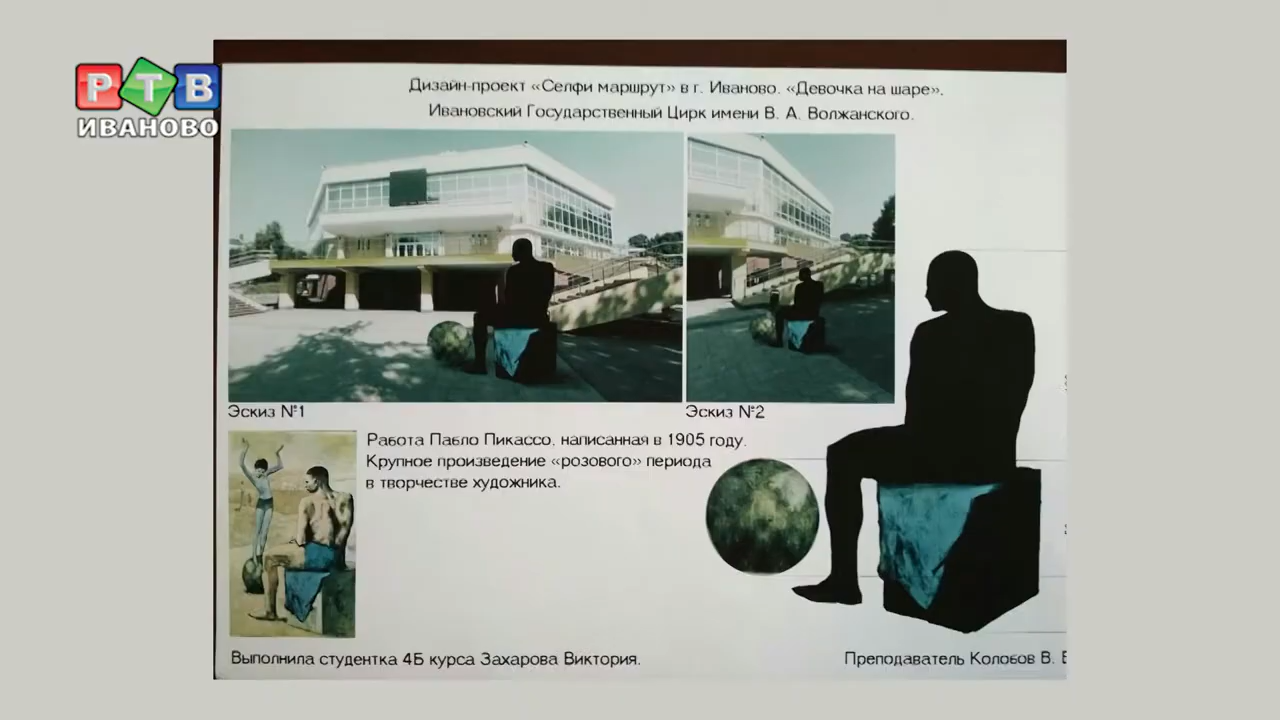 РТВ
ИВАНОВО
Дизайн-проект «Селфи маршрут» в г. Иваново. «Девочка на шаре».
Ивановский Государственный Цирк имени В. А. Волжанского.
Эскиз №1
Эскиз №2
Работа Пабло Пикассо, написанная в 1905 году.
Крупное произведение «розового» периода
в творчестве художника.
Выполнила студентка 4Б курса Захарова Виктория.
Преподаватель Колобов В.